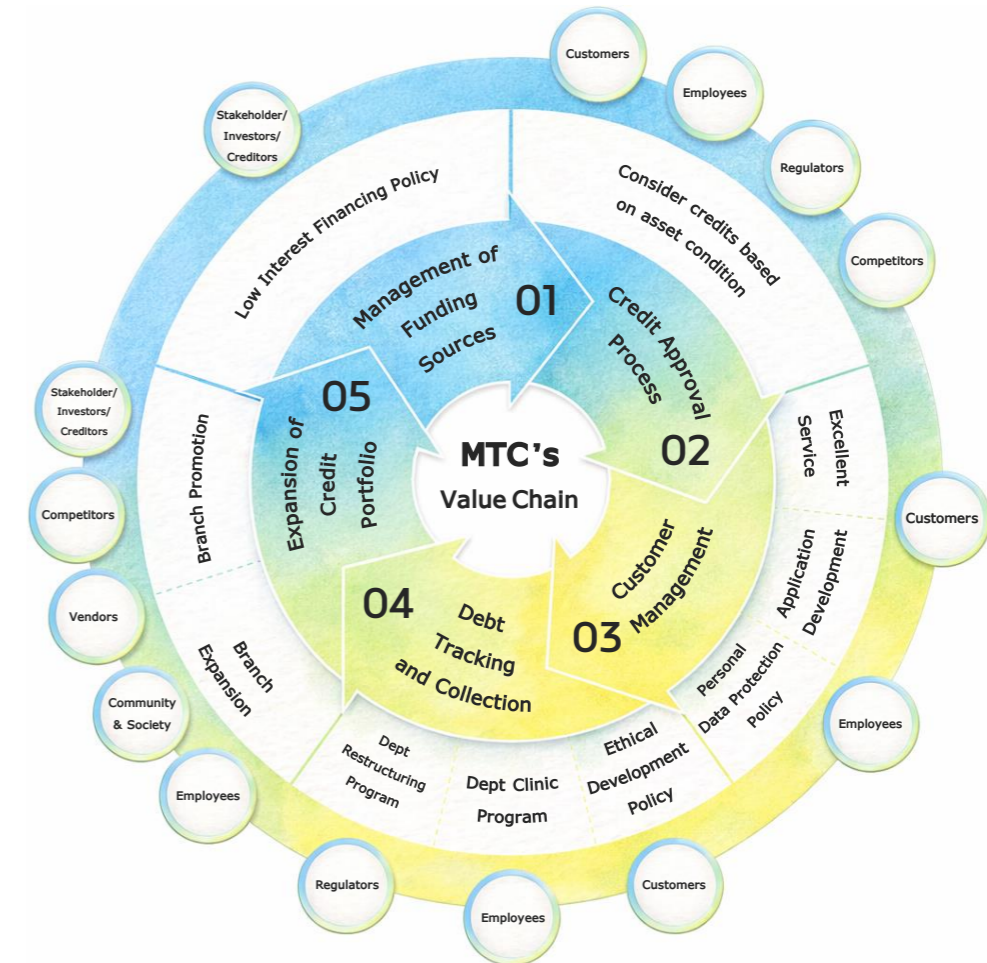 MTC's
Value Chain
01
Management of
Funding
Sources
Low Interest Financing Policy
Stakeholder/
Investors/
Creditors
02
Credit Approval
Process
Consider credits based
on asset condition
Customers
Employees
Regulators
Competitors
03
Customer
Management
Excellent
Service
Application
Development
Personal
Data Protection
Policy
Customers
Employees
04
Debt
Tracking
and Collection
Ethical
Development
Policy
Dept Clinic
Program
Dept
Restructuring
Program
Customers
Employees
Regulators
05
Expansion of
Credit
Portfolio
Branch
Expansion
Branch Promotion
Employees
Community
& Society
Vendors
Competitors
Stakeholder/
Investors/
Creditors